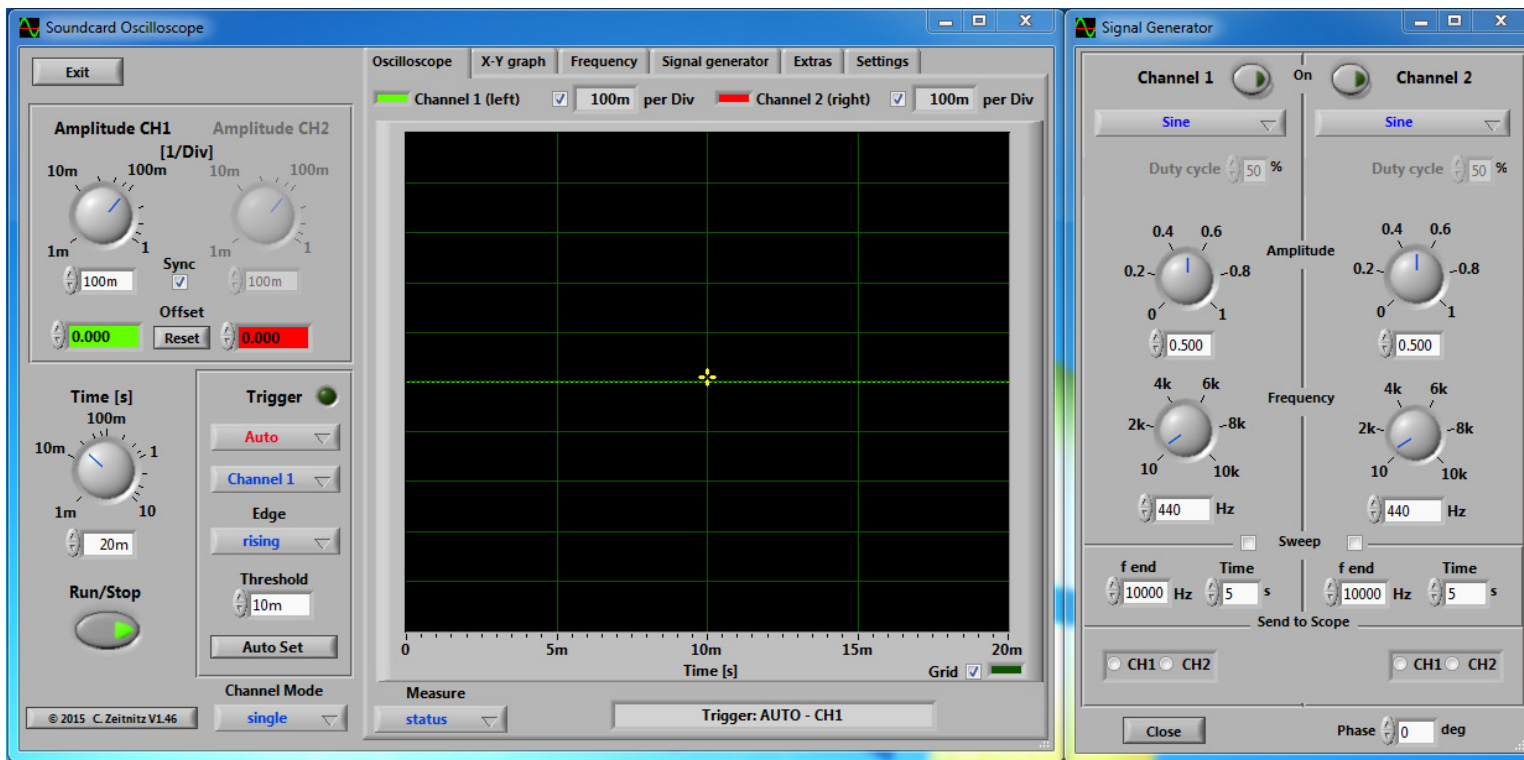 Soundcard Oscilloscope
Exit
Amplitude CH1 Amplitude CH2
[1/Div]
10m 100m 10m 100m
1m 1 1m 1
Sync
100m 100m
Offset
0.000 Reset 0.000
Time [s]
100m
10m 1
1m 10
20m
Run/Stop
© 2015 C. Zeitnitz V1.46
Trigger
Auto
Channel 1
Edge
rising
Threshold
10m
Auto Set
Channel Mode
single
Oscilloscope X-Y graph Frequency Signal generator Extras Settings
Channel 1 (left) 100m per Div Channel 2 (right) 100m per Div
0 5m 10m 15m 20m
Time [s]
Grid
Measure
status
Trigger: AUTO - CH1
Signal Generator
Channel 1 On Channel 2
Sine Sine
Duty cycle 50 % Duty cycle 50 %
0.4 0.6 0.4 0.6
Amplitude
0.2 0.8 0.2 0.8
0 1 0 1
0.500 0.500
4k 6k 4k 6k
Frequency
2k 8k 2k 8k
10 10k 10 10k
440 Hz 440 Hz
Sweep
f end Time f end Time
10000 Hz 5 s 10000 Hz 5 s
Send to Scope
CH1 CH2 CH1 CH2
Close Phase 0 deg